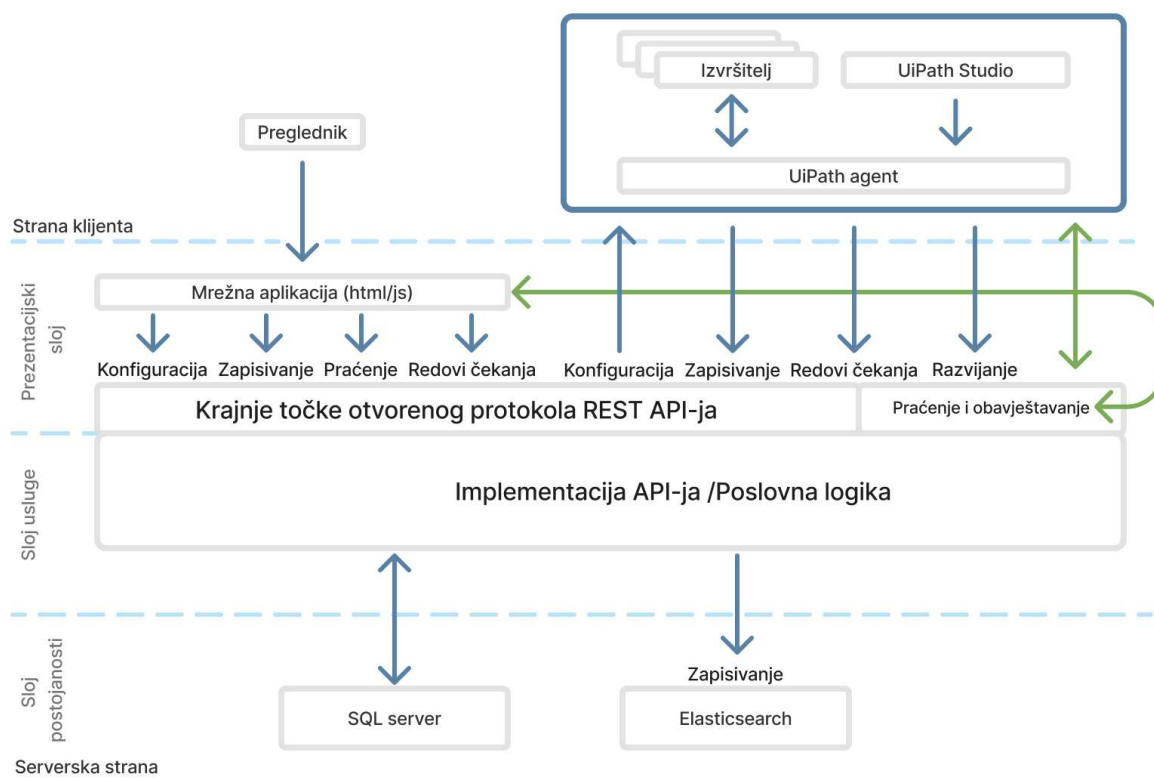 Izvršitelj
UiPath Studio
Preglednik
UiPath agent
Strana klijenta
Prezentacijski
sloj
Mrežna aplikacija (html/js)
Konfiguracija
Zapisivanje
Praćenje
Redovi čekanja
Konfiguracija
Zapisivanje
Redovi čekanja
Razvijanje
Krajnje točke otvorenog protokola REST API-ja
Praćenje i obavještavanje
Sloj usluge
Implementacija API-ja /Poslovna logika
Sloj
postojanosti
Zapisivanje
SQL server
Elasticsearch
Serverska strana